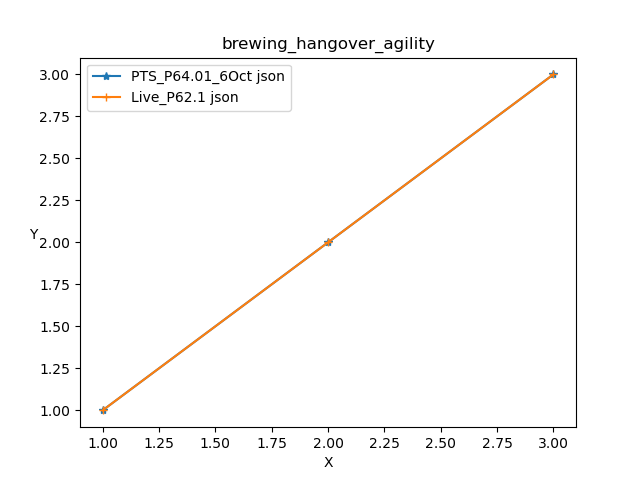 brewing_hangover_agility
PTS_P64.01_6Oct json
Live_P62.1 json
3.00
2.75
2.50
2.25
2.00
1.75
1.50
1.25
1.00
Y
1.00 1.25 1.50 1.75 2.00 2.25 2.50 2.75 3.00
X